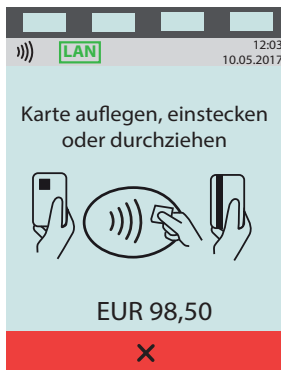 LAN
12:03
10.05.2017
Karte auflegen, einstecken
oder durchziehen
EUR 98,50